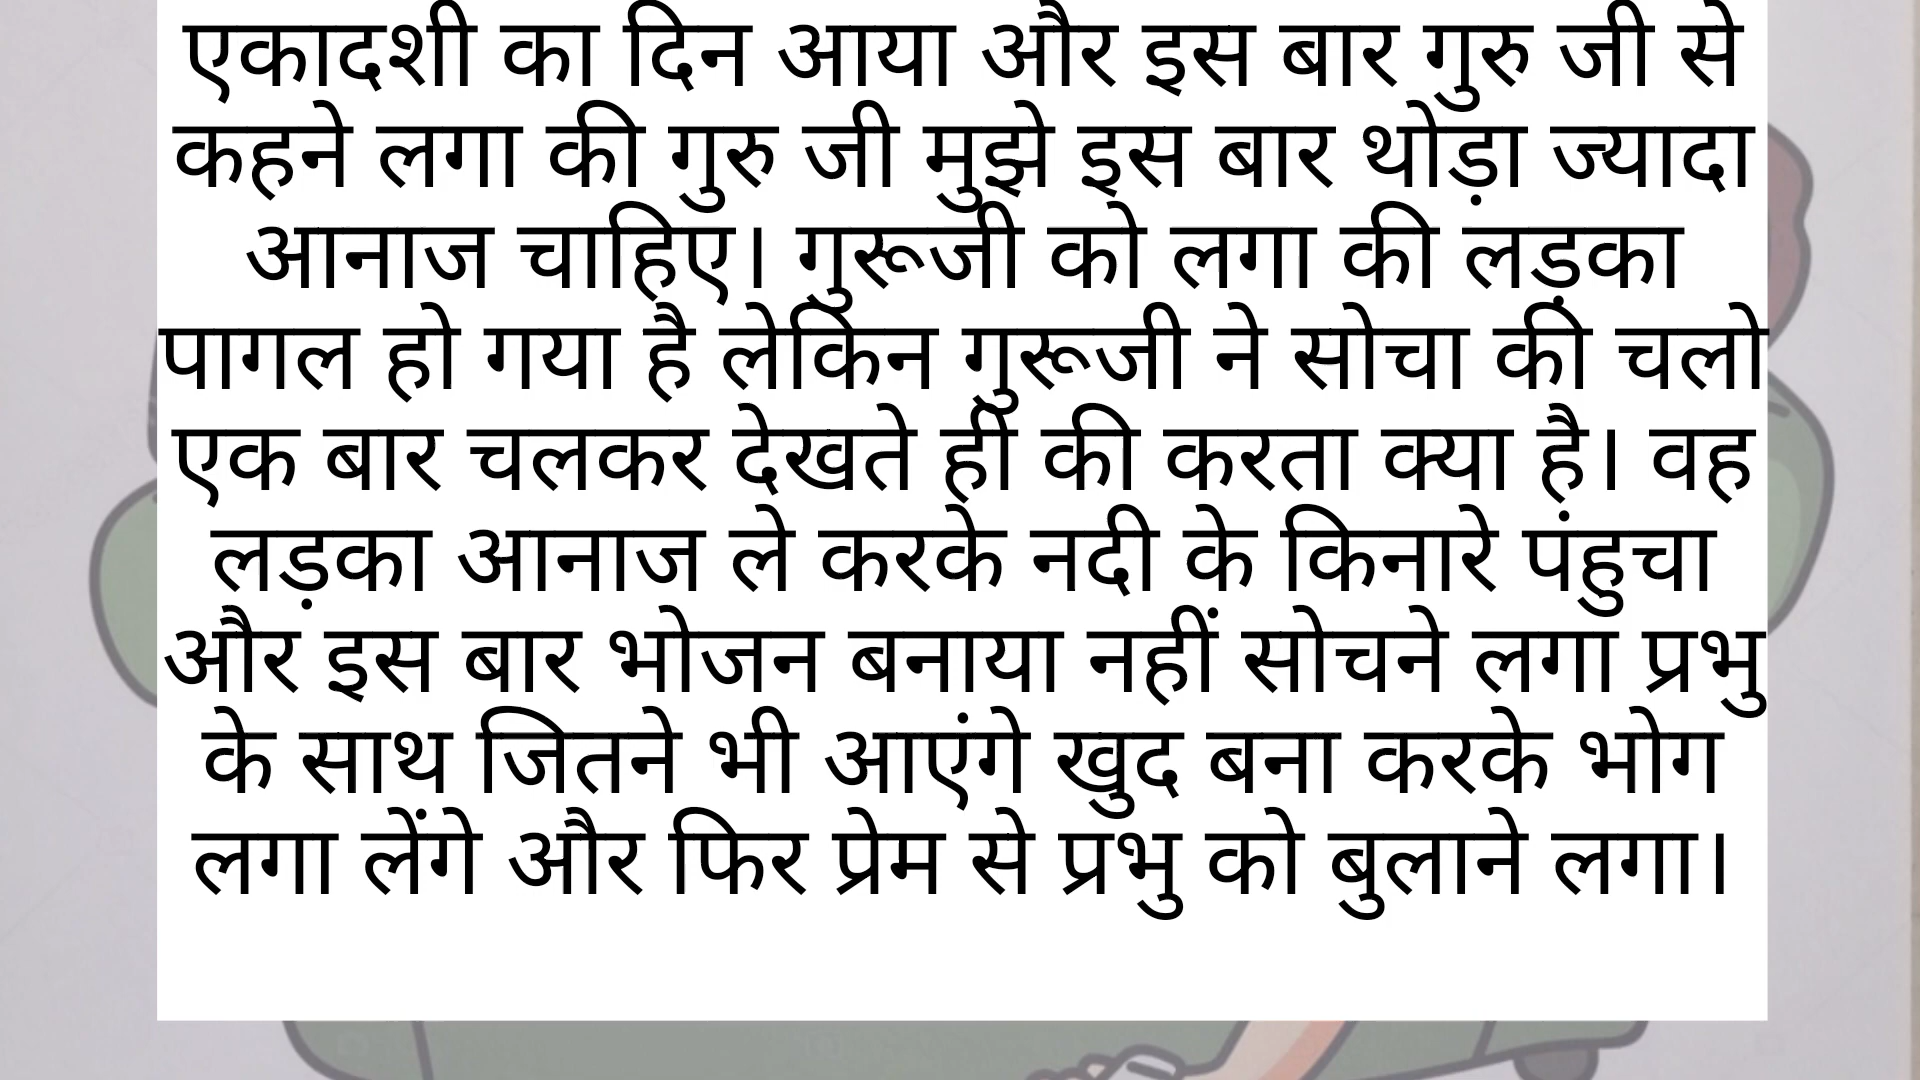 एकादशी का दिन आया और इस बार गुरु जी से
कहने लगा की गुरु जी मुझे इस बार थोड़ा ज्यादा
आनाज चाहिए। गुरूजी को लगा की लड़का
पागल हो गया है लेकिन गुरूजी ने सोचा की चलो
एक बार चलकर देखते ही की करता क्या है। वह
लड़का आनाज ले करके नदी के किनारे पंहुचा
और इस बार भोजन बनाया नहीं सोचने लगा प्रभु
के साथ जितने भी आएंगे खुद बना करके भोग
लगा लेंगे और फिर प्रेम से प्रभु को बुलाने लगा।